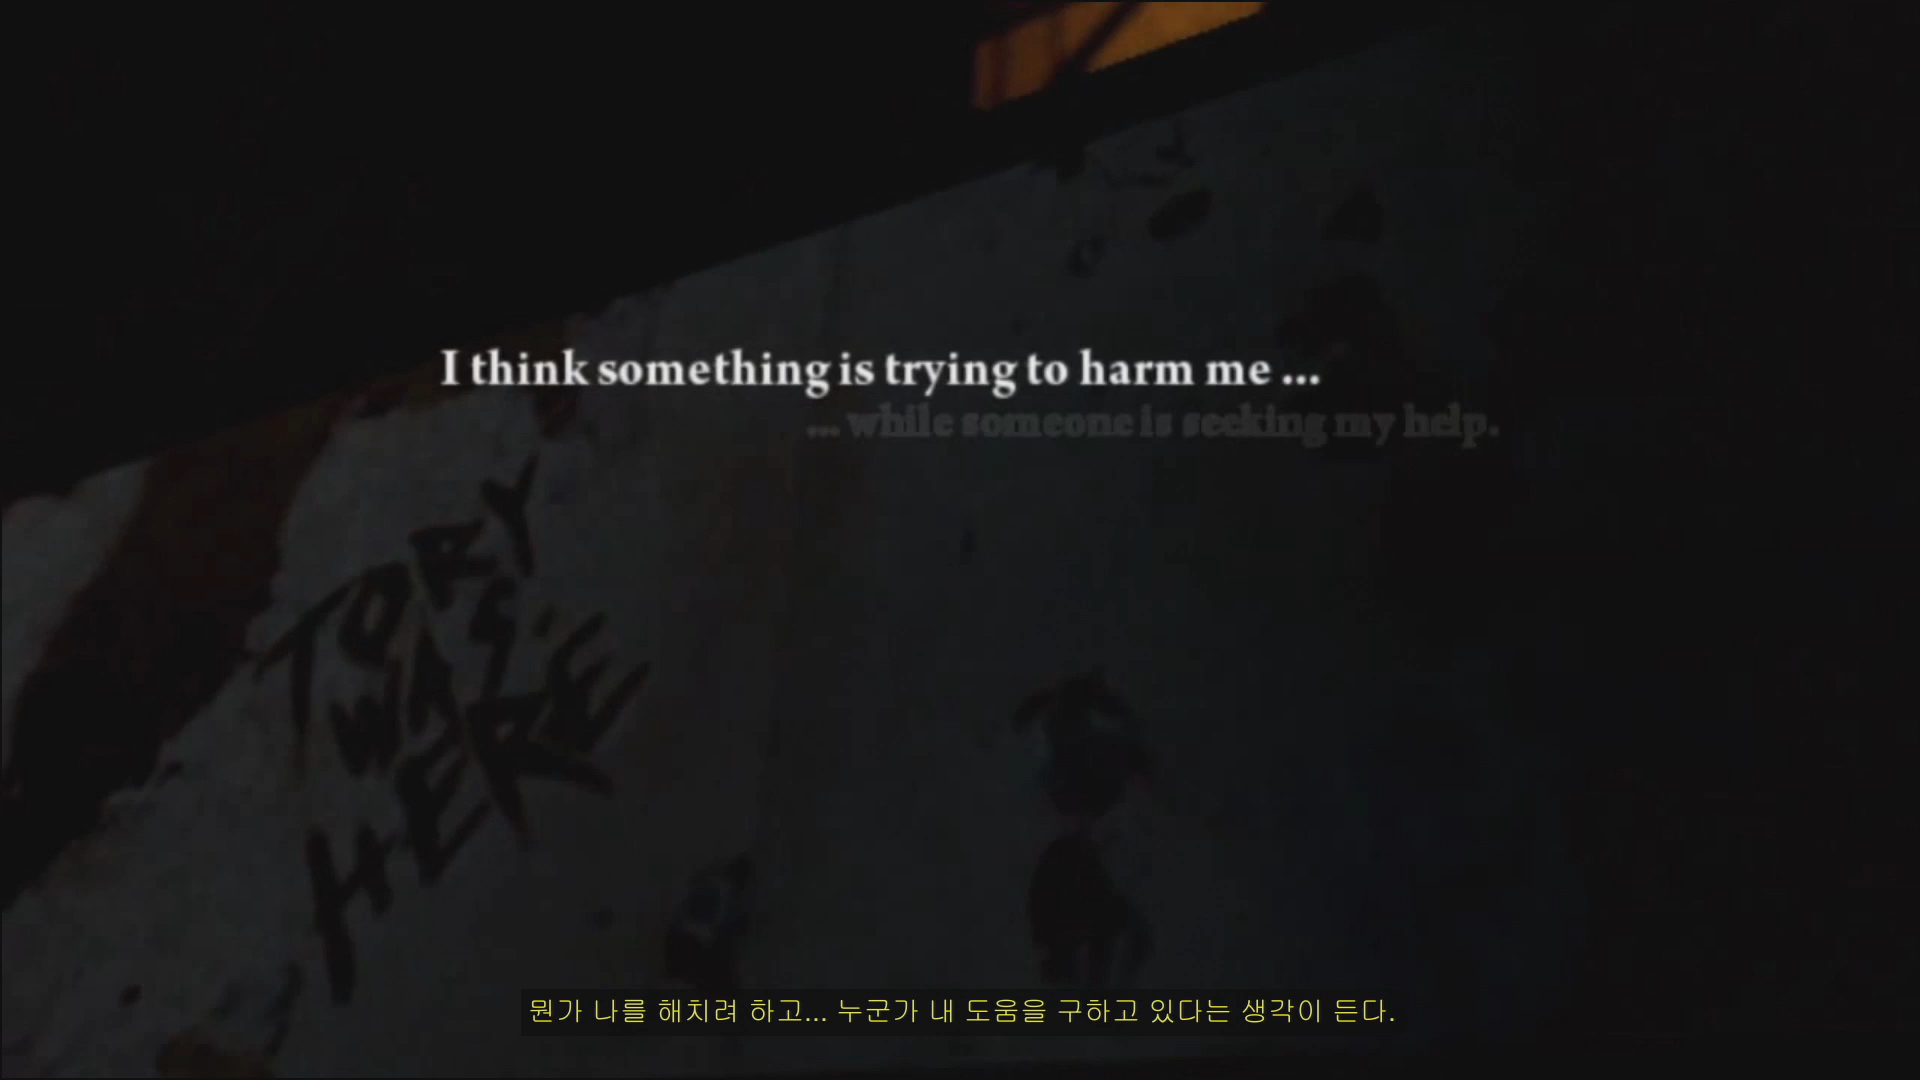 I think something is trying to harm me ...
... while someone is seeking my help.
TORY
WAS
HERE
뭔가 나를 해치려 하고... 누군가 내 도움을 구하고 있다는 생각이 든다.